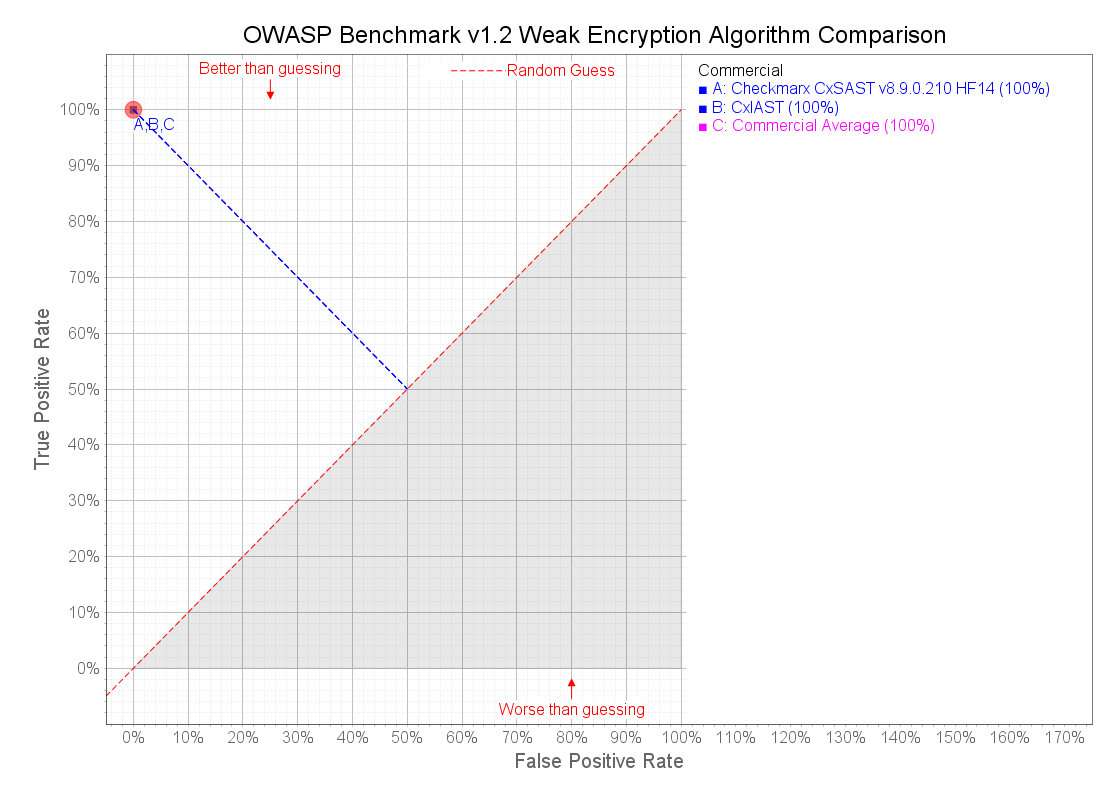 OWASP Benchmark v1.2 Weak Encryption Algorithm Comparison
Better than guessing
Random Guess
Commercial
A: Checkmarx CxSAST v8.9.0.210 HF14 (100%)
B: CxIAST (100%)
C: Commercial Average (100%)
A,B,C
100%
90%
80%
70%
60%
50%
40%
30%
20%
10%
0%
True Positive Rate
Worse than guessing
0% 10% 20% 30% 40% 50% 60% 70% 80% 90% 100% 110% 120% 130% 140% 150% 160% 170%
False Positive Rate